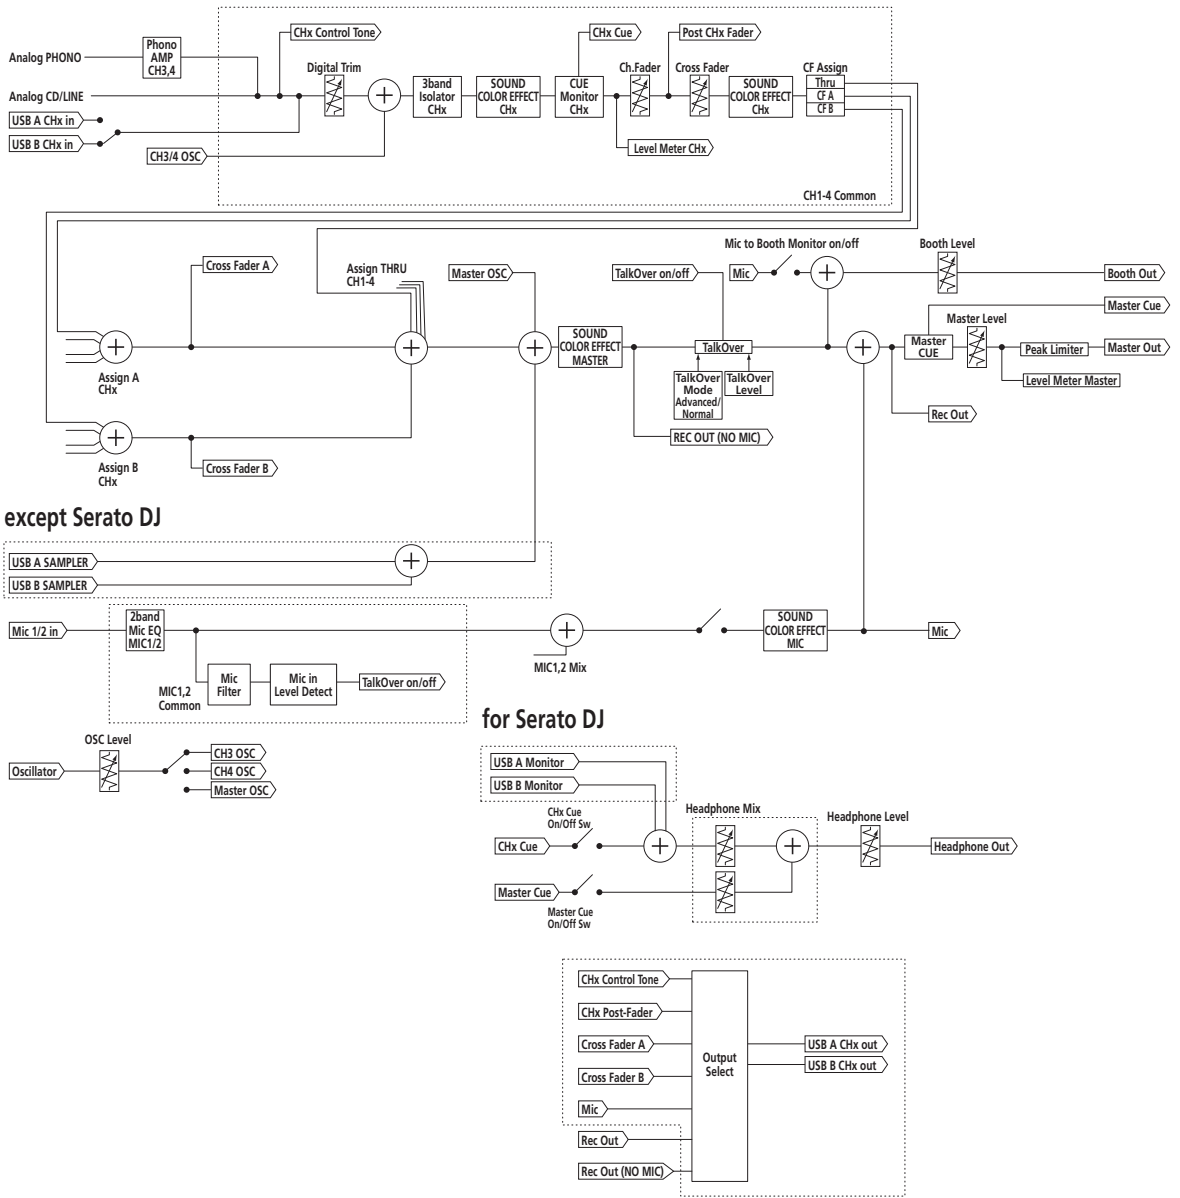 CHx Control Tone
CHx Cue
Post CHx Fader
Analog PHONO
Phono
AMP
CH3,4
Digital Trim
Ch.Fader
Cross Fader
CF Assign
Analog CD/LINE
3band
Isolator
CHx
SOUND
COLOR EFFECT
CHx
CUE
Monitor
CHx
SOUND
COLOR EFFECT
CHx
Thru
CF A
CF B
USB A CHx in
USB B CHx in
CH3/4 OSC
Level Meter CHx
CH1-4 Common
Cross Fader A
Assign THRU
CH1-4
Master OSC
TalkOver on/off
Mic to Booth Monitor on/off
Mic
Booth Level
Booth Out
Master Cue
Master Level
SOUND
COLOR EFFECT
MASTER
TalkOver
Master
CUE
Peak Limiter
Master Out
Assign A
CHx
TalkOver
Mode
Advanced/
Normal
TalkOver
Level
Level Meter Master
Rec Out
REC OUT (NO MIC)
Assign B
CHx
Cross Fader B
except Serato DJ
USB A SAMPLER
USB B SAMPLER
Mic 1/2 in
2band
Mic EQ
MIC1/2
SOUND
COLOR EFFECT
MIC
Mic
MIC1,2 Mix
Mic
Filter
Mic in
Level Detect
TalkOver on/off
MIC1,2
Common
for Serato DJ
OSC Level
Oscillator
CH3 OSC
CH4 OSC
Master OSC
USB A Monitor
USB B Monitor
CHx Cue
On/Off Sw
Headphone Mix
Headphone Level
CHx Cue
Headphone Out
Master Cue
Master Cue
On/Off Sw
CHx Control Tone
CHx Post-Fader
Cross Fader A
Cross Fader B
Mic
Rec Out
Rec Out (NO MIC)
Output
Select
USB A CHx out
USB B CHx out